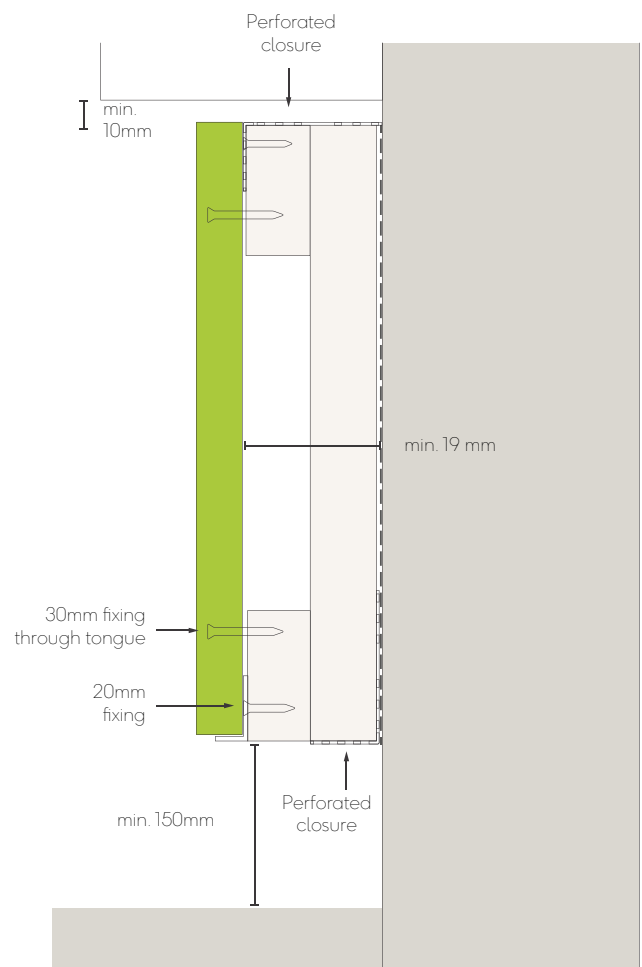 Perforated
closure
min.
10mm
min. 19 mm
30mm fixing
through tongue
20mm
fixing
Perforated
closure
min. 150mm